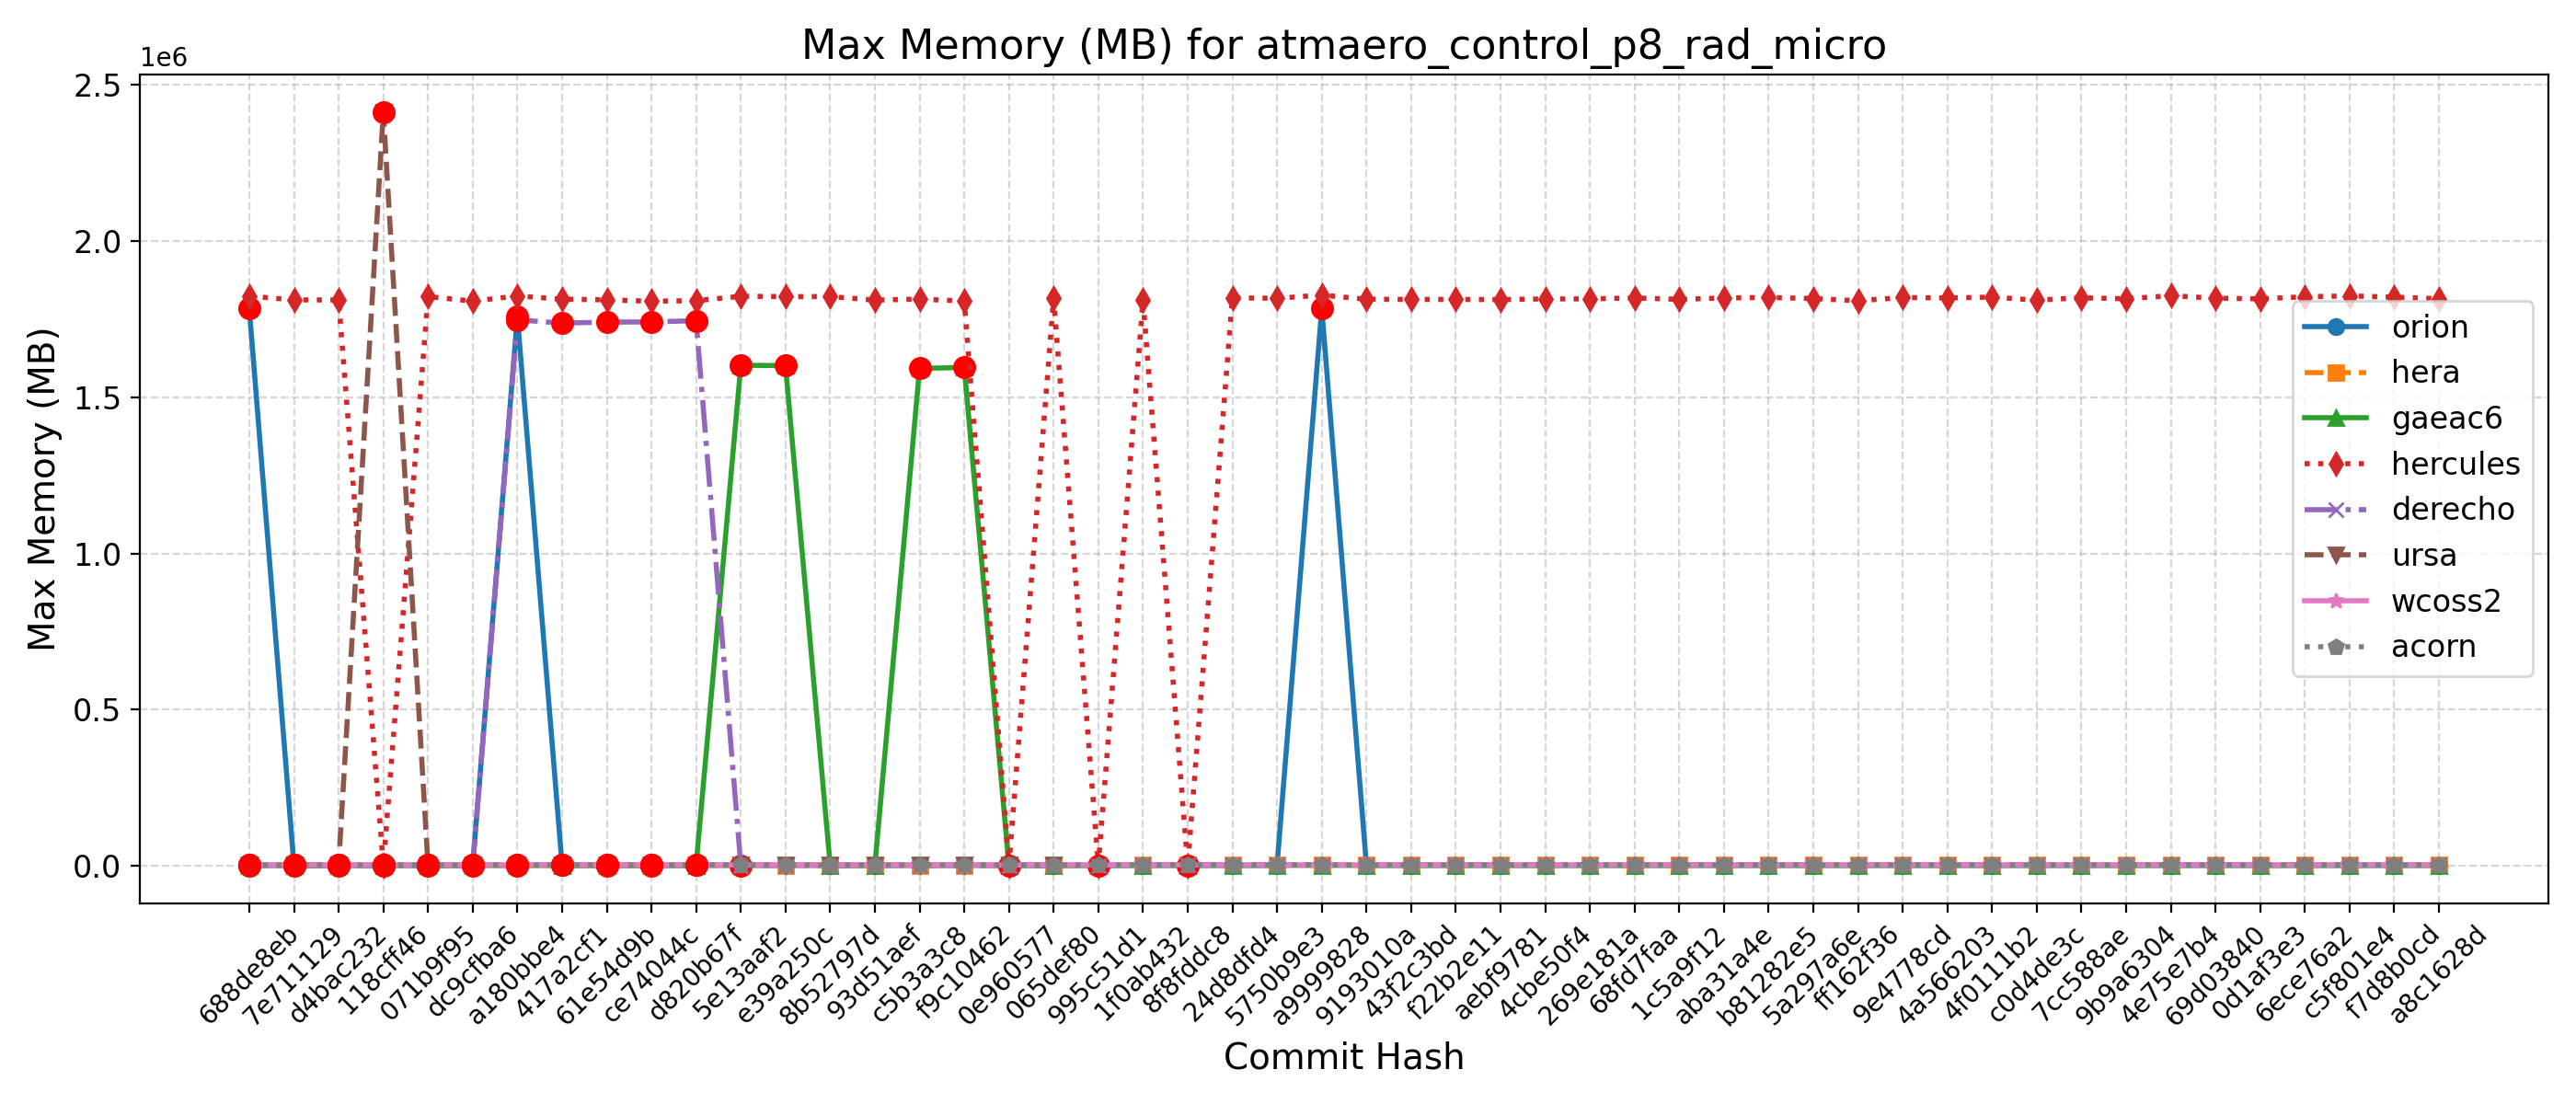 Max Memory (MB) for atmaero_control_p8_rad_micro
1e6
2.5
2.0
1.5
1.0
0.5
0.0
Max Memory (MB)
orion
hera
gaeac6
hercules
derecho
ursa
wcoss2
acorn
688de8eb
7e711129
d4bac232
118cff46
071b9f95
dc9cfba6
a180bbe4
417a2cf1
61e54d9b
ce74044c
d820b67f
5e13aaf2
e39a250c
8b52797d
93d51aef
c5b3a3c8
f9c10462
0e960577
065def80
995c51d1
1f0ab432
8f8fddc8
24d8dfd4
5750b9e3
a9999828
9193010a
43f2c3bd
f22b2e11
aebf9781
4cbe50f4
269e181a
68fd7faa
1c5a9f12
aba31a4e
b81282e5
5a297a6e
ff162f36
9e4778cd
4a566203
4f0111b2
c0d4de3c
7cc588ae
9b9a6304
4e75e7b4
69d03840
0d1af3e3
6ece76a2
c5f801e4
f7d8b0cd
a8c1628d
Commit Hash